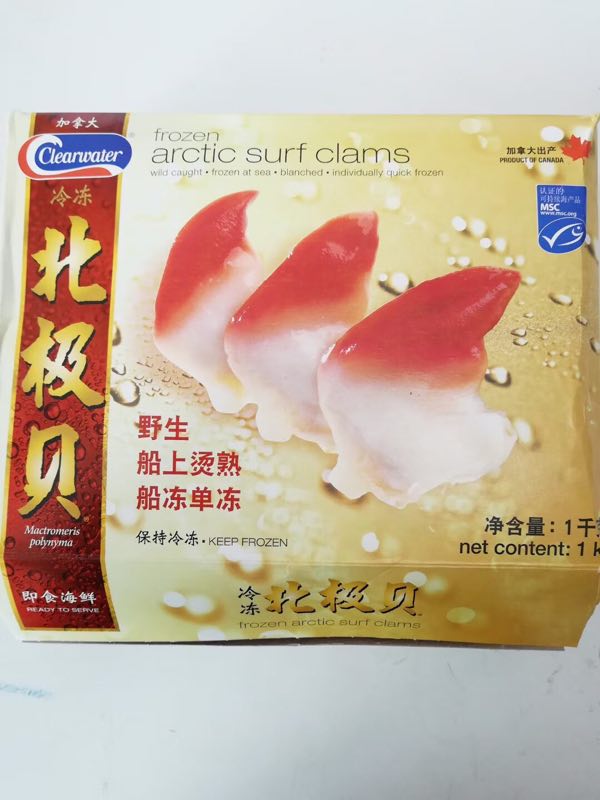 加拿大
Clearwater
冷冻
北极贝
Mactromeris
polynyma
即食海鲜
READY TO SERVE
frozen
arctic surf clams
wild caught • frozen at sea • blanched • individually quick frozen
加拿大出产
PRODUCT OF CANADA
认证的
可持续海产品
MSC
www.msc.org
野生
船上烫熟
船冻单冻
保持冷冻 • KEEP FROZEN
净含量：1千
net content: 1 k
冷冻 北极贝
frozen arctic surf clams